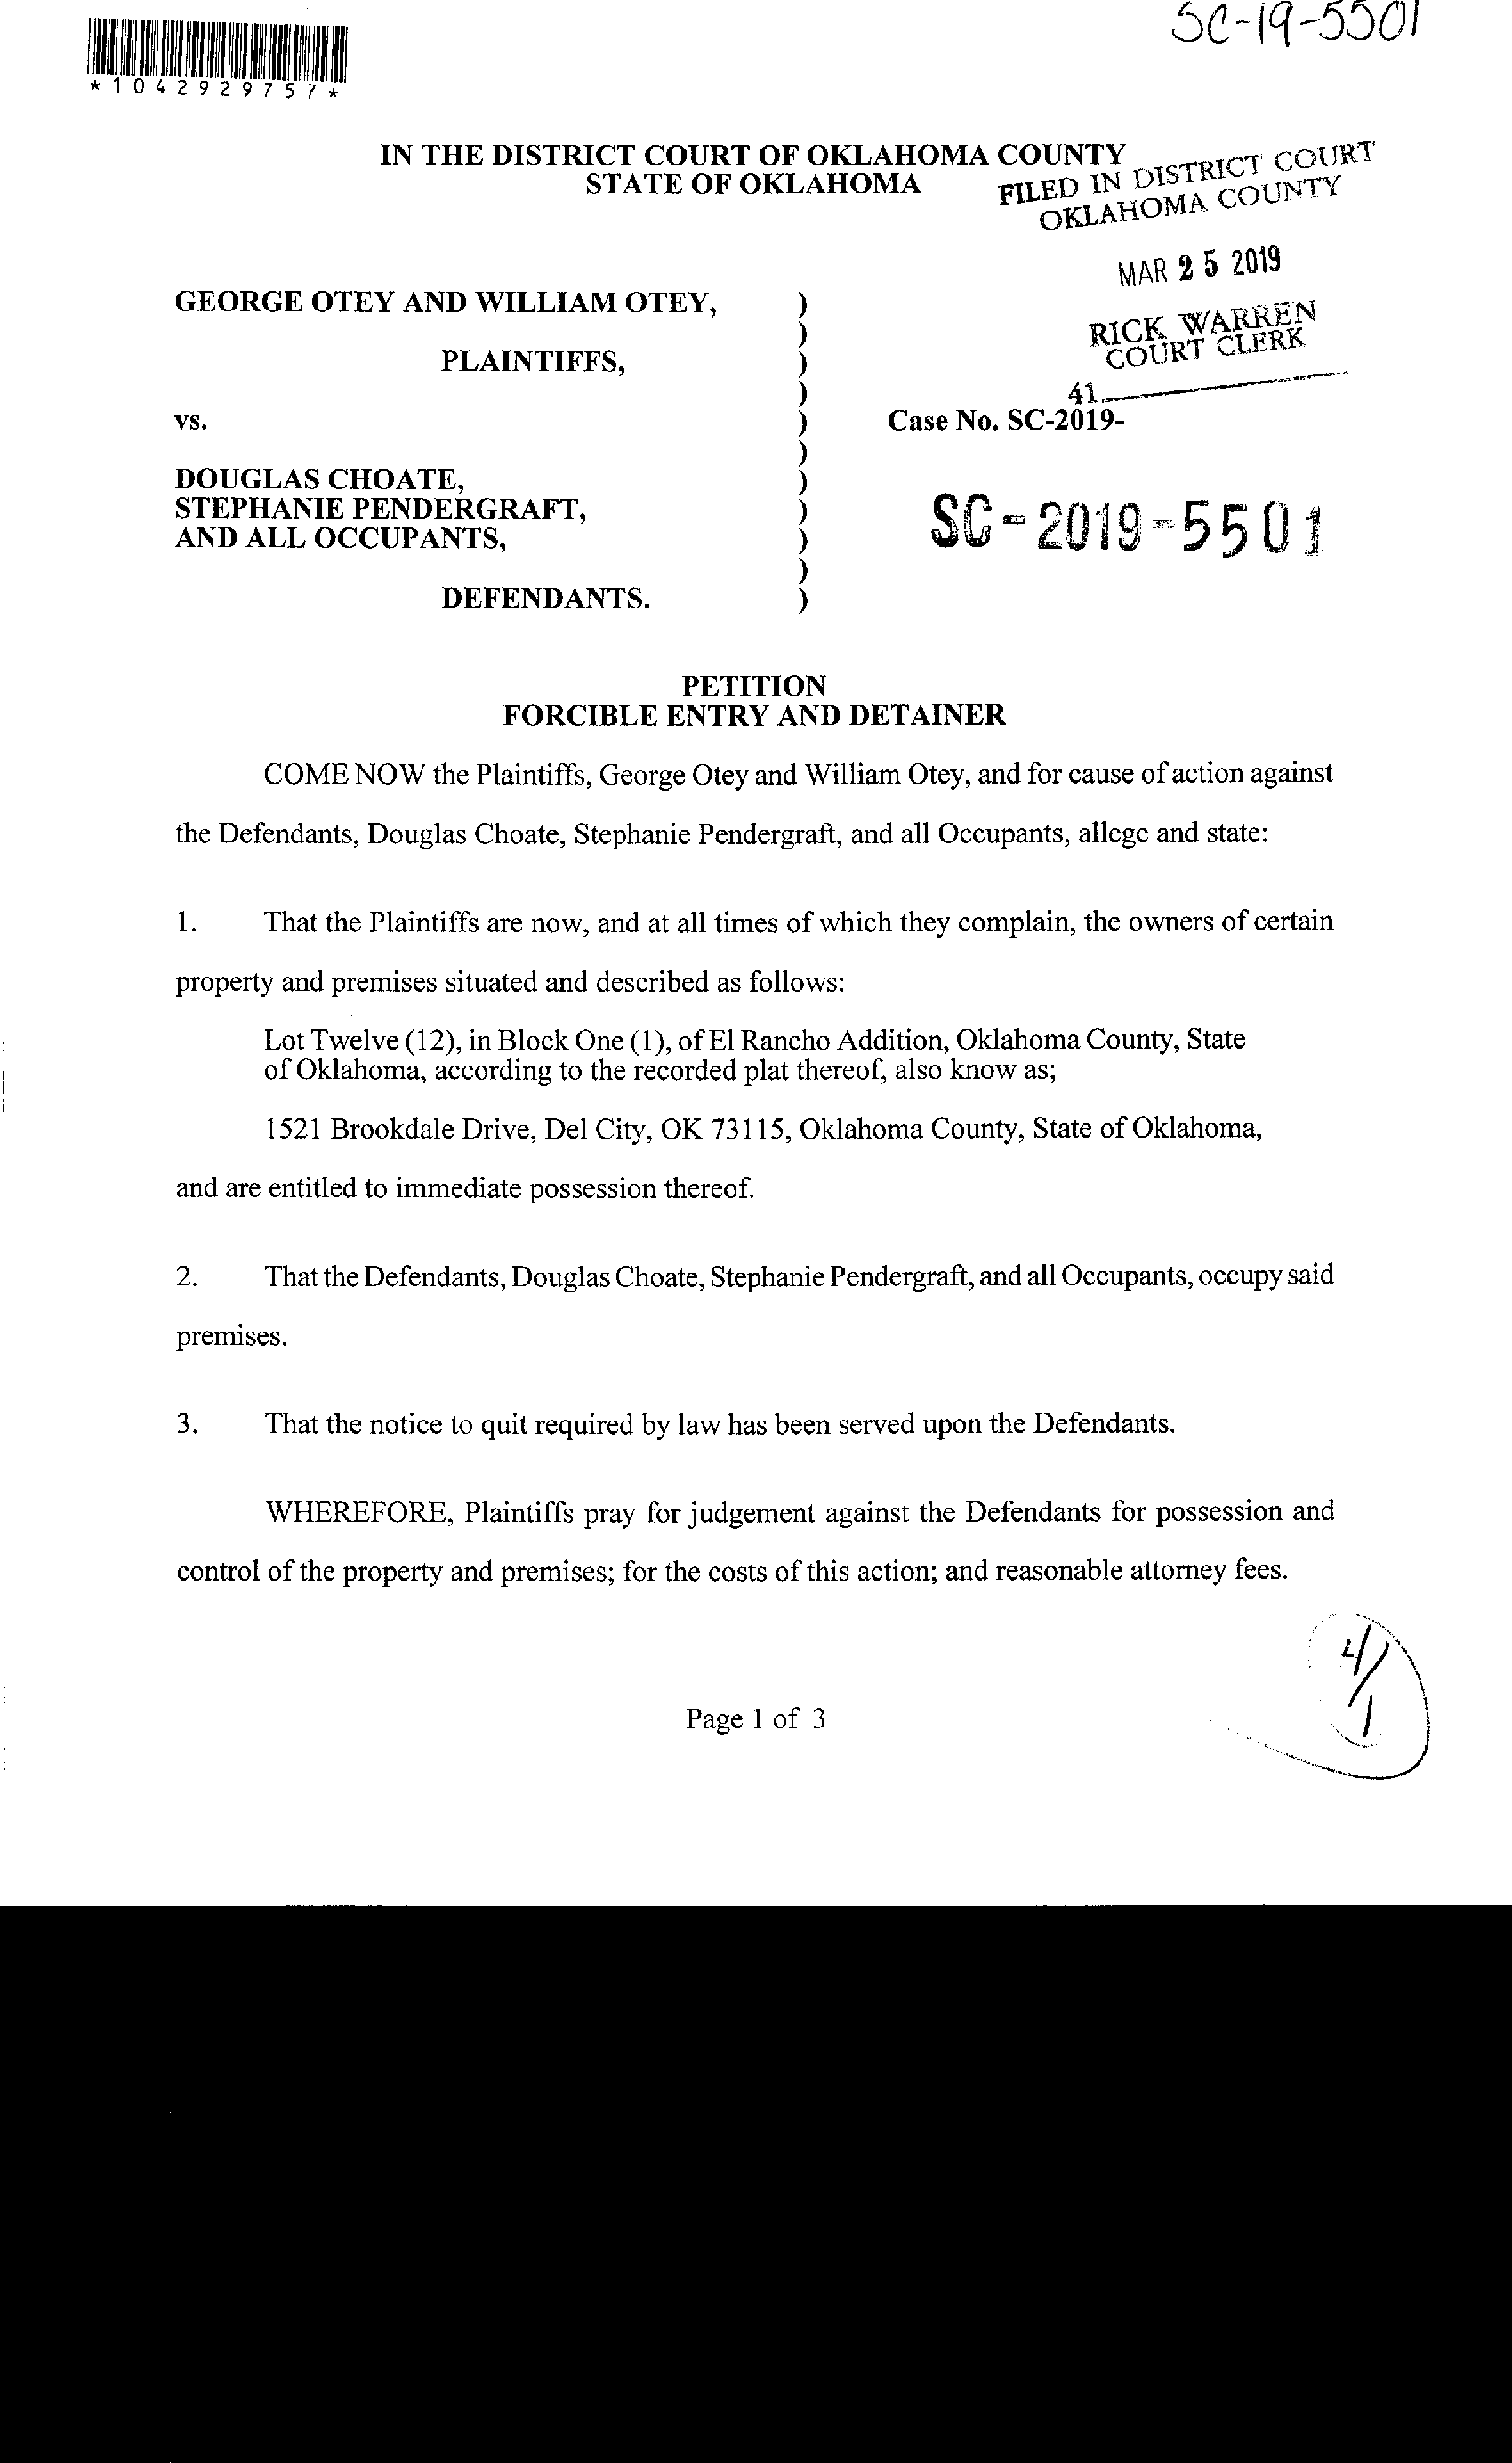 SC-19-5501
*1042929757*
IN THE DISTRICT COURT OF OKLAHOMA COUNTY
STATE OF OKLAHOMA
FILED IN DISTRICT COURT
OKLAHOMA COUNTY
MAR 25 2019
RICK WARREN
COURT CLERK
41
GEORGE OTEY AND WILLIAM OTEY, )
)
PLAINTIFFS, )
)
vs. ) Case No. SC-2019-
)
DOUGLAS CHOATE, )
STEPHANIE PENDERGRAFT, ) SC-2019-5501
AND ALL OCCUPANTS, )
)
DEFENDANTS. )
PETITION
FORCIBLE ENTRY AND DETAINER
COME NOW the Plaintiffs, George Otey and William Otey, and for cause of action against
the Defendants, Douglas Choate, Stephanie Pendergraft, and all Occupants, allege and state:
1. That the Plaintiffs are now, and at all times of which they complain, the owners of certain
property and premises situated and described as follows:
Lot Twelve (12), in Block One (1), of El Rancho Addition, Oklahoma County, State
of Oklahoma, according to the recorded plat thereof, also know as;
1521 Brookdale Drive, Del City, OK 73115, Oklahoma County, State of Oklahoma,
and are entitled to immediate possession thereof.
2. That the Defendants, Douglas Choate, Stephanie Pendergraft, and all Occupants, occupy said
premises.
3. That the notice to quit required by law has been served upon the Defendants.
WHEREFORE, Plaintiffs pray for judgement against the Defendants for possession and
control of the property and premises; for the costs of this action; and reasonable attorney fees.
4/1
Page 1 of 3